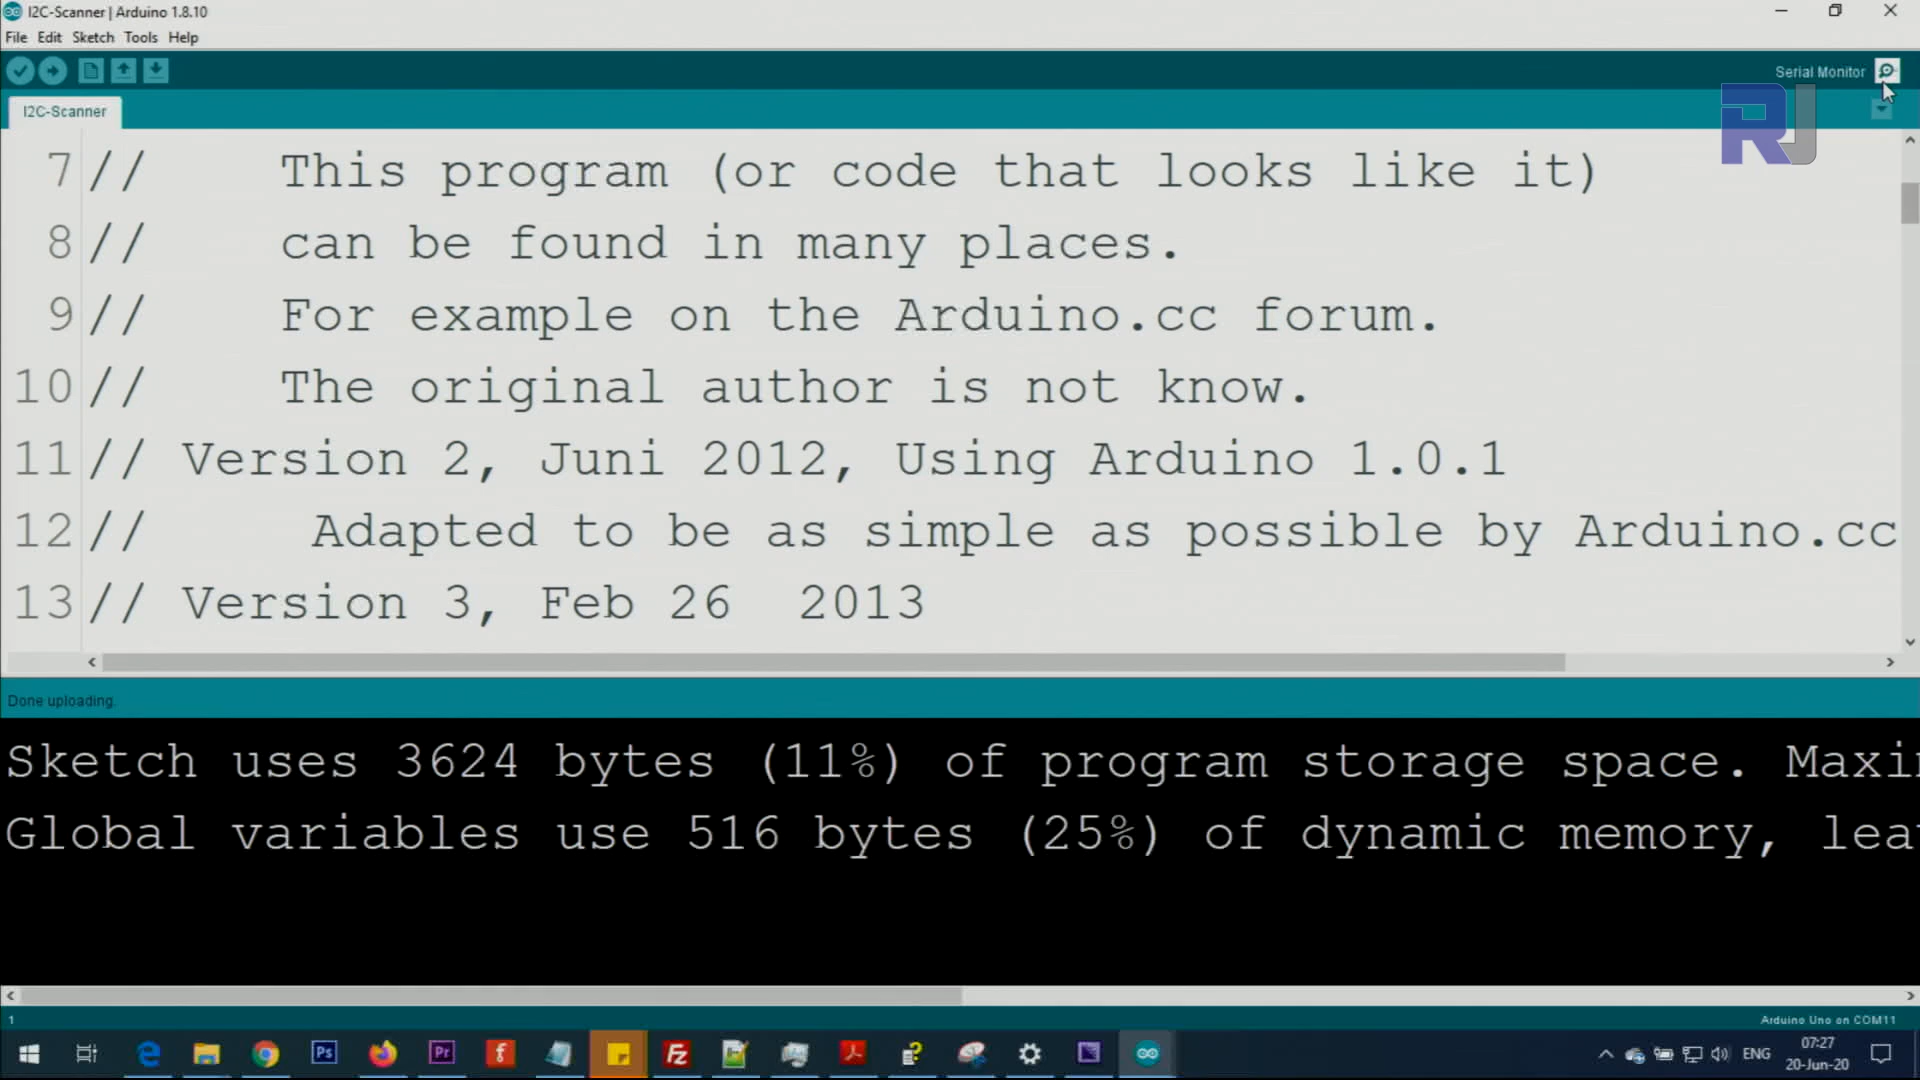 I2C-Scanner | Arduino 1.8.10
File Edit Sketch Tools Help
Serial Monitor
RJ
I2C-Scanner
7 // This program (or code that looks like it)
8 // can be found in many places.
9 // For example on the Arduino.cc forum.
10 // The original author is not know.
11 // Version 2, Juni 2012, Using Arduino 1.0.1
12 // Adapted to be as simple as possible by Arduino.cc
13 // Version 3, Feb 26  2013
Done uploading.
Sketch uses 3624 bytes (11%) of program storage space. Maxi
Global variables use 516 bytes (25%) of dynamic memory, lea
1
Arduino Uno on COM11
Ps
Pr
f
Fz
ENG
07:27
20-Jun-20